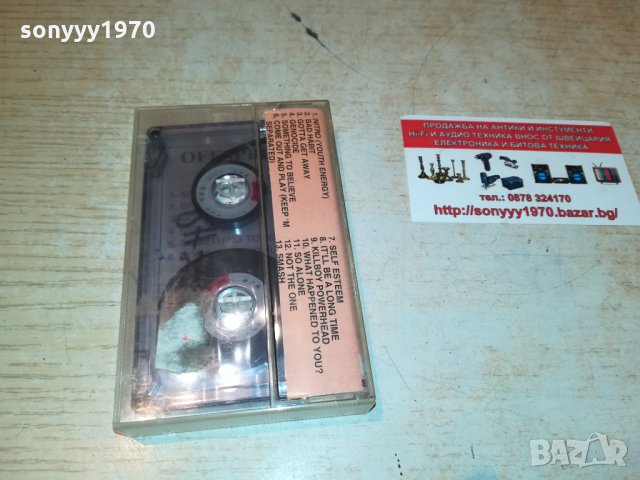 sonyyy1970
1. INTRO (YOUTH ENERGY)
2. BAD HABIT
3. GOTTA GET AWAY
4. GENOCIDE
5. SOMETHING TO BELIEVE
6. COME OUT AND PLAY (KEEP 'M
SEPARATED)
7. SELF ESTEEM
8. IT'LL BE A LONG TIME
9. KILLBOY POWERHEAD
10. WHAT HAPPENED TO YOU?
11. SO ALONE
12. NOT THE ONE
13. SMASH
ПРОДАЖБА НА АНТИКИ И ИНСТУМЕНТИ
Hi-Fi И АУДИО ТЕХНИКА ВНОС ОТ ШВЕЙЦАРИЯ
ЕЛЕКТРОНИКА И БИТОВА ТЕХНИКА
тел.: 0878 324170
http://sonyyy1970.bazar.bg/
BAZAR
bg